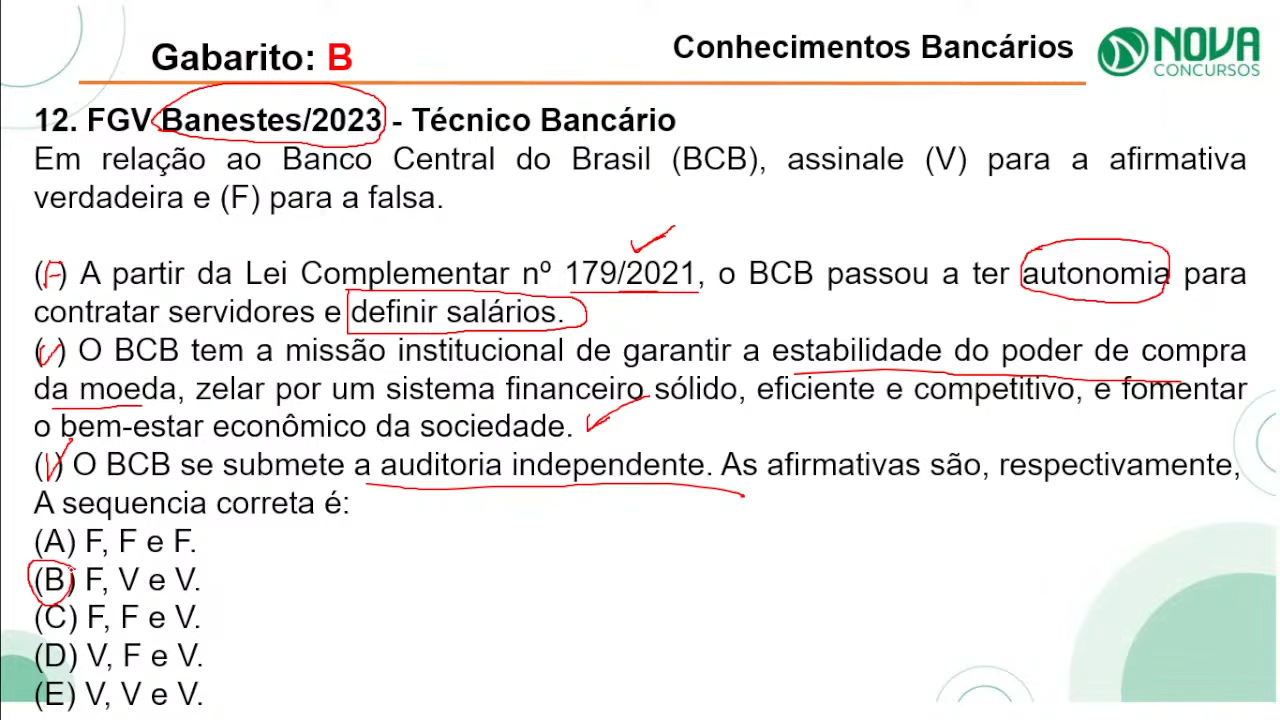 Gabarito: B
Conhecimentos Bancários
NOVA
CONCURSOS
12. FGV Banestes/2023 - Técnico Bancário
Em relação ao Banco Central do Brasil (BCB), assinale (V) para a afirmativa
verdadeira e (F) para a falsa.
(F) A partir da Lei Complementar nº 179/2021, o BCB passou a ter autonomia para
contratar servidores e definir salários.
(V) O BCB tem a missão institucional de garantir a estabilidade do poder de compra
da moeda, zelar por um sistema financeiro sólido, eficiente e competitivo, e fomentar
o bem-estar econômico da sociedade.
(V) O BCB se submete a auditoria independente. As afirmativas são, respectivamente,
A sequencia correta é:
(A) F, F e F.
(B) F, V e V.
(C) F, F e V.
(D) V, F e V.
(E) V, V e V.